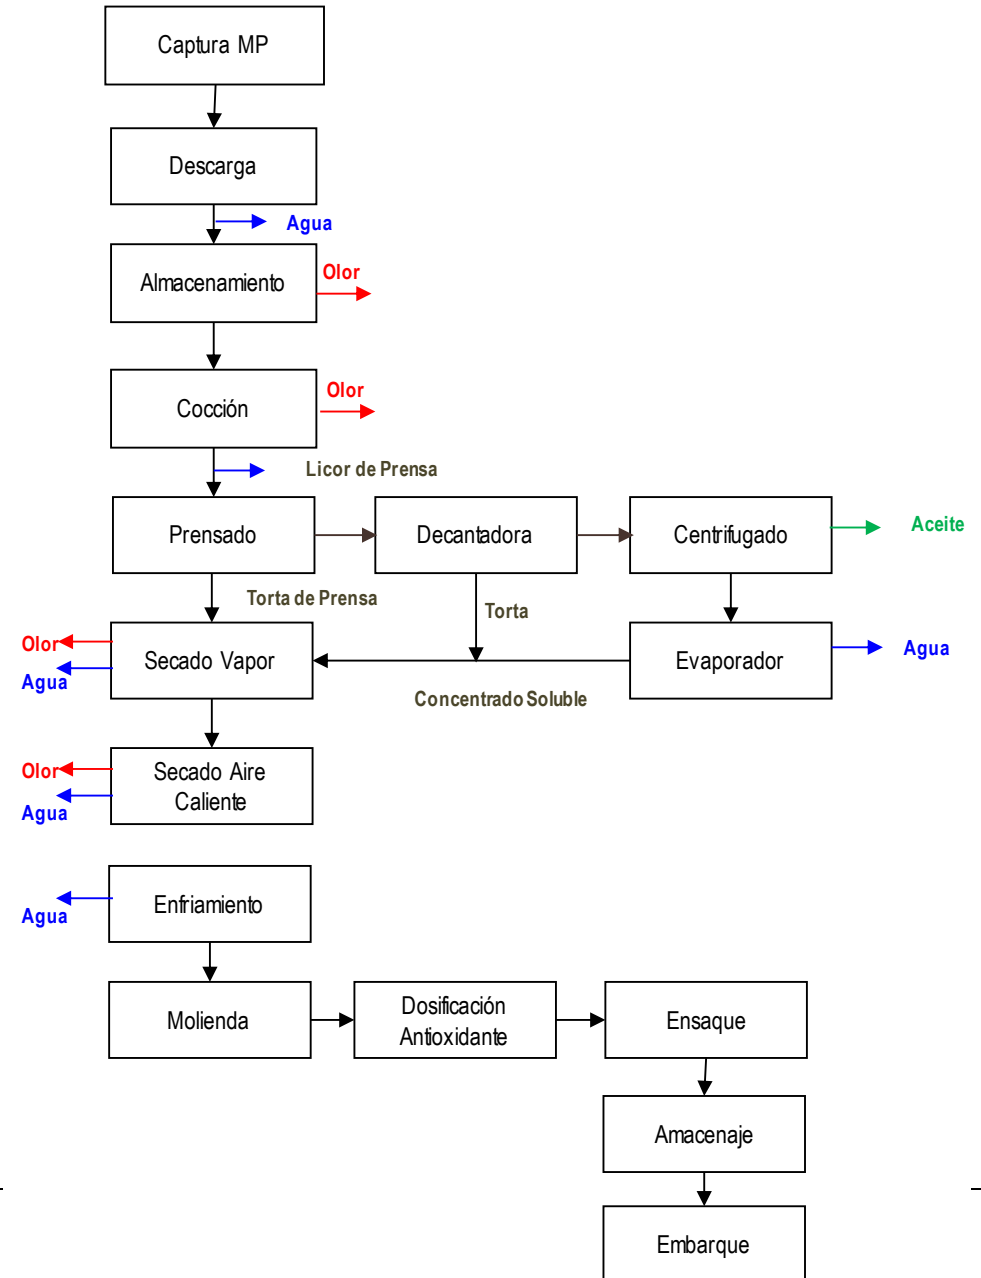 Captura MP
Descarga
Agua
Almacenamiento
Olor
Cocción
Olor
Licor de Prensa
Prensado
Decantadora
Centrifugado
Aceite
Torta de Prensa
Torta
Olor
Agua
Secado Vapor
Evaporador
Agua
Concentrado Soluble
Olor
Agua
Secado Aire
Caliente
Agua
Enfriamiento
Molienda
Dosificación
Antioxidante
Ensaque
Amacenaje
Embarque